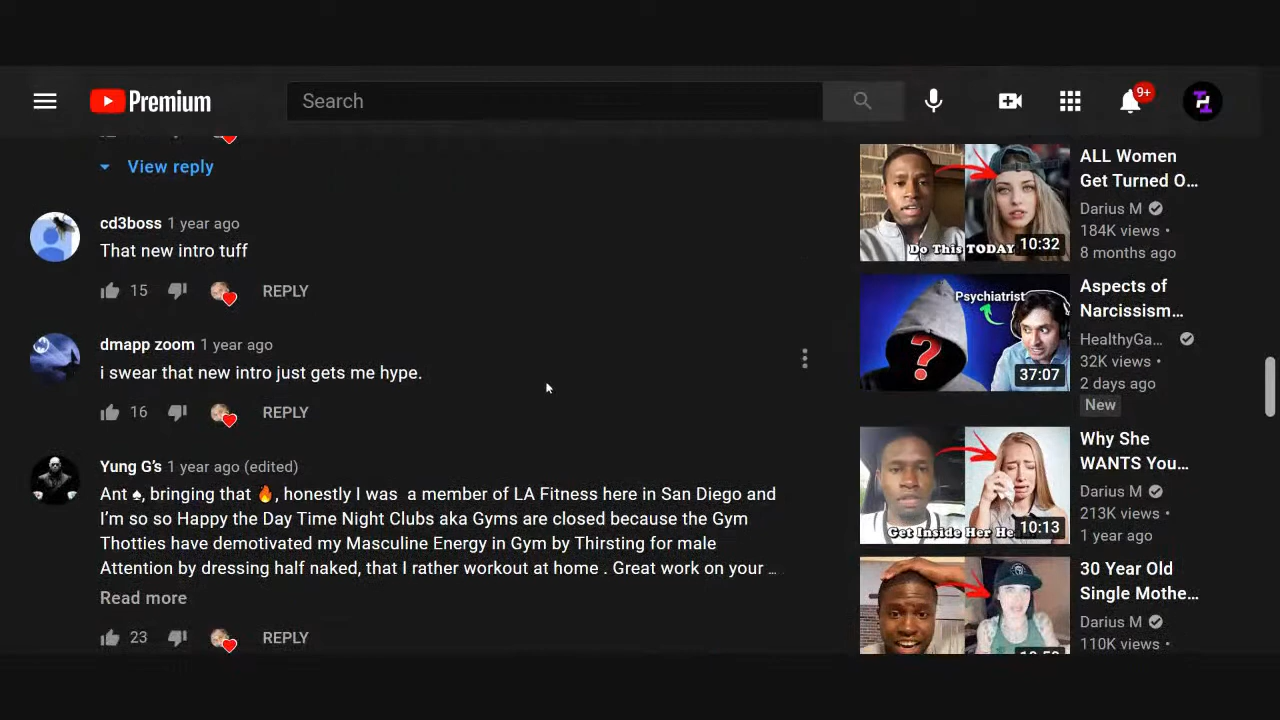 Premium
Search
9+
View reply
cd3boss 1 year ago
That new intro tuff
15
REPLY
dmapp zoom 1 year ago
i swear that new intro just gets me hype.
16
REPLY
Yung G's 1 year ago (edited)
Ant ♠, bringing that 🔥, honestly I was a member of LA Fitness here in San Diego and
I'm so so Happy the Day Time Night Clubs aka Gyms are closed because the Gym
Thotties have demotivated my Masculine Energy in Gym by Thirsting for male
Attention by dressing half naked, that I rather workout at home . Great work on your ...
Read more
23
REPLY
Do This TODAY
10:32
ALL Women
Get Turned O...
Darius M
184K views •
8 months ago
Psychiatrist
?
37:07
Aspects of
Narcissism...
HealthyGa...
32K views •
2 days ago
New
Get Inside Her He
10:13
Why She
WANTS You...
Darius M
213K views •
1 year ago
30 Year Old
Single Mothe...
Darius M
110K views •